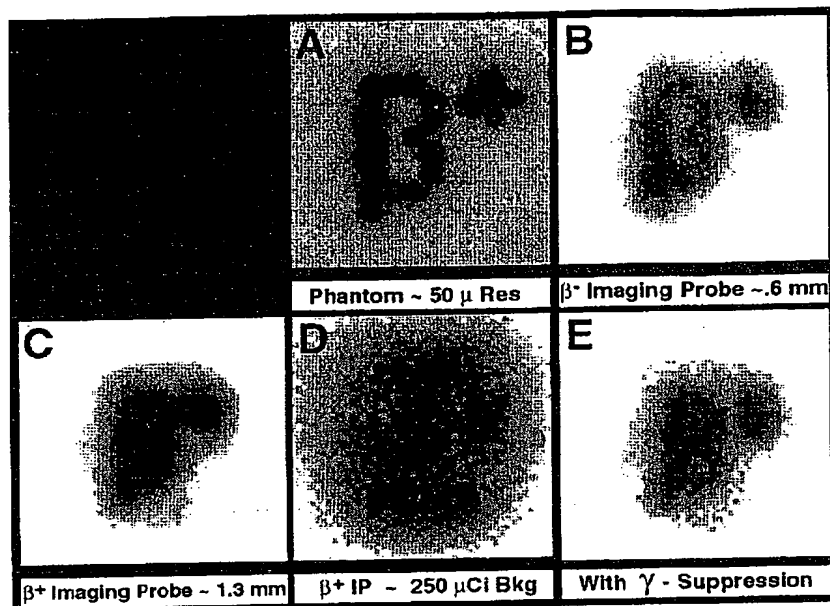 A
B
β+
Phantom ~ 50 μ Res
β- Imaging Probe ~.6 mm
C
D
E
β+ Imaging Probe ~ 1.3 mm
β+ IP ~ 250 μCi Bkg
With γ - Suppression